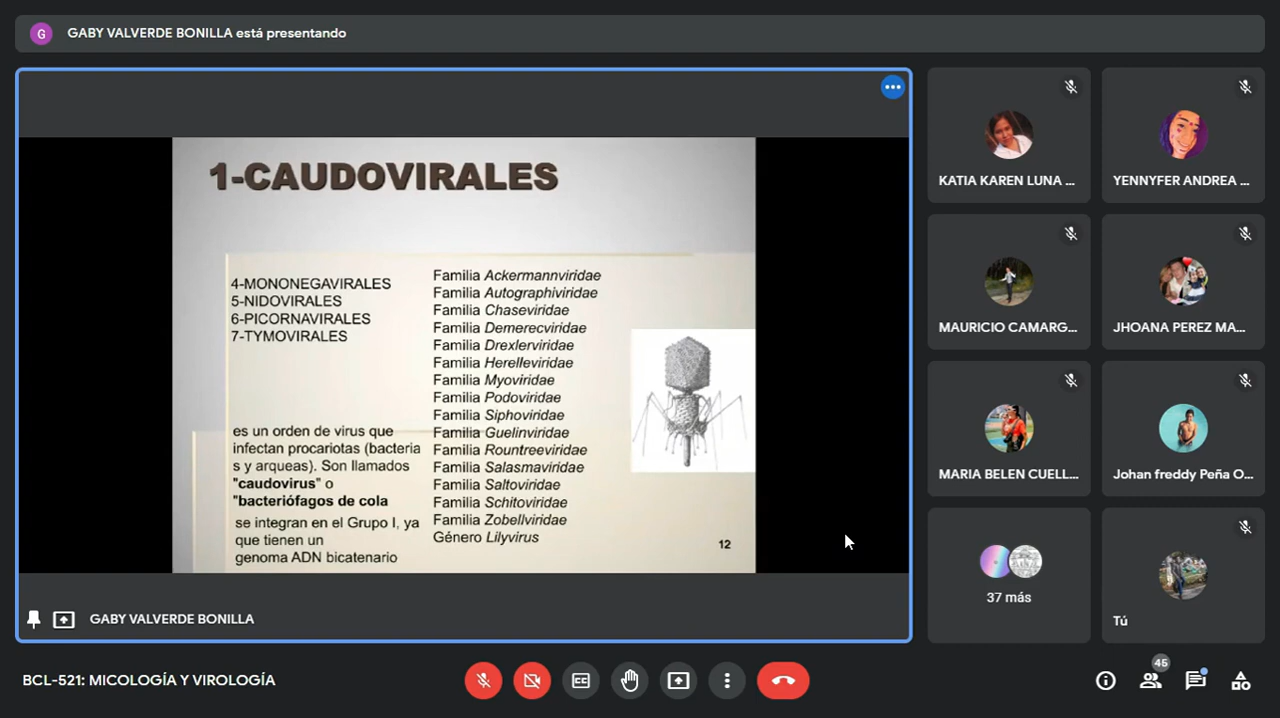 G
GABY VALVERDE BONILLA está presentando
1-CAUDOVIRALES
4-MONONEGAVIRALES
5-NIDOVIRALES
6-PICORNAVIRALES
7-TYMOVIRALES
es un orden de virus que
infectan procariotas (bacteria
s y arqueas). Son llamados
"caudovirus" o
"bacteriófagos de cola
se integran en el Grupo I, ya
que tienen un
genoma ADN bicatenario
Familia Ackermannviridae
Familia Autographiviridae
Familia Chaseviridae
Familia Demerecviridae
Familia Drexlerviridae
Familia Herelleviridae
Familia Myoviridae
Familia Podoviridae
Familia Siphoviridae
Familia Guelinviridae
Familia Rountreeviridae
Familia Salasmaviridae
Familia Saltoviridae
Familia Schitoviridae
Familia Zobellviridae
Género Lilyvirus
12
GABY VALVERDE BONILLA
KATIA KAREN LUNA ...
YENNYFER ANDREA ...
MAURICIO CAMARG...
JHOANA PEREZ MA...
MARIA BELEN CUELL...
Johan freddy Peña O...
37 más
Tú
BCL-521: MICOLOGÍA Y VIROLOGÍA
CC
45